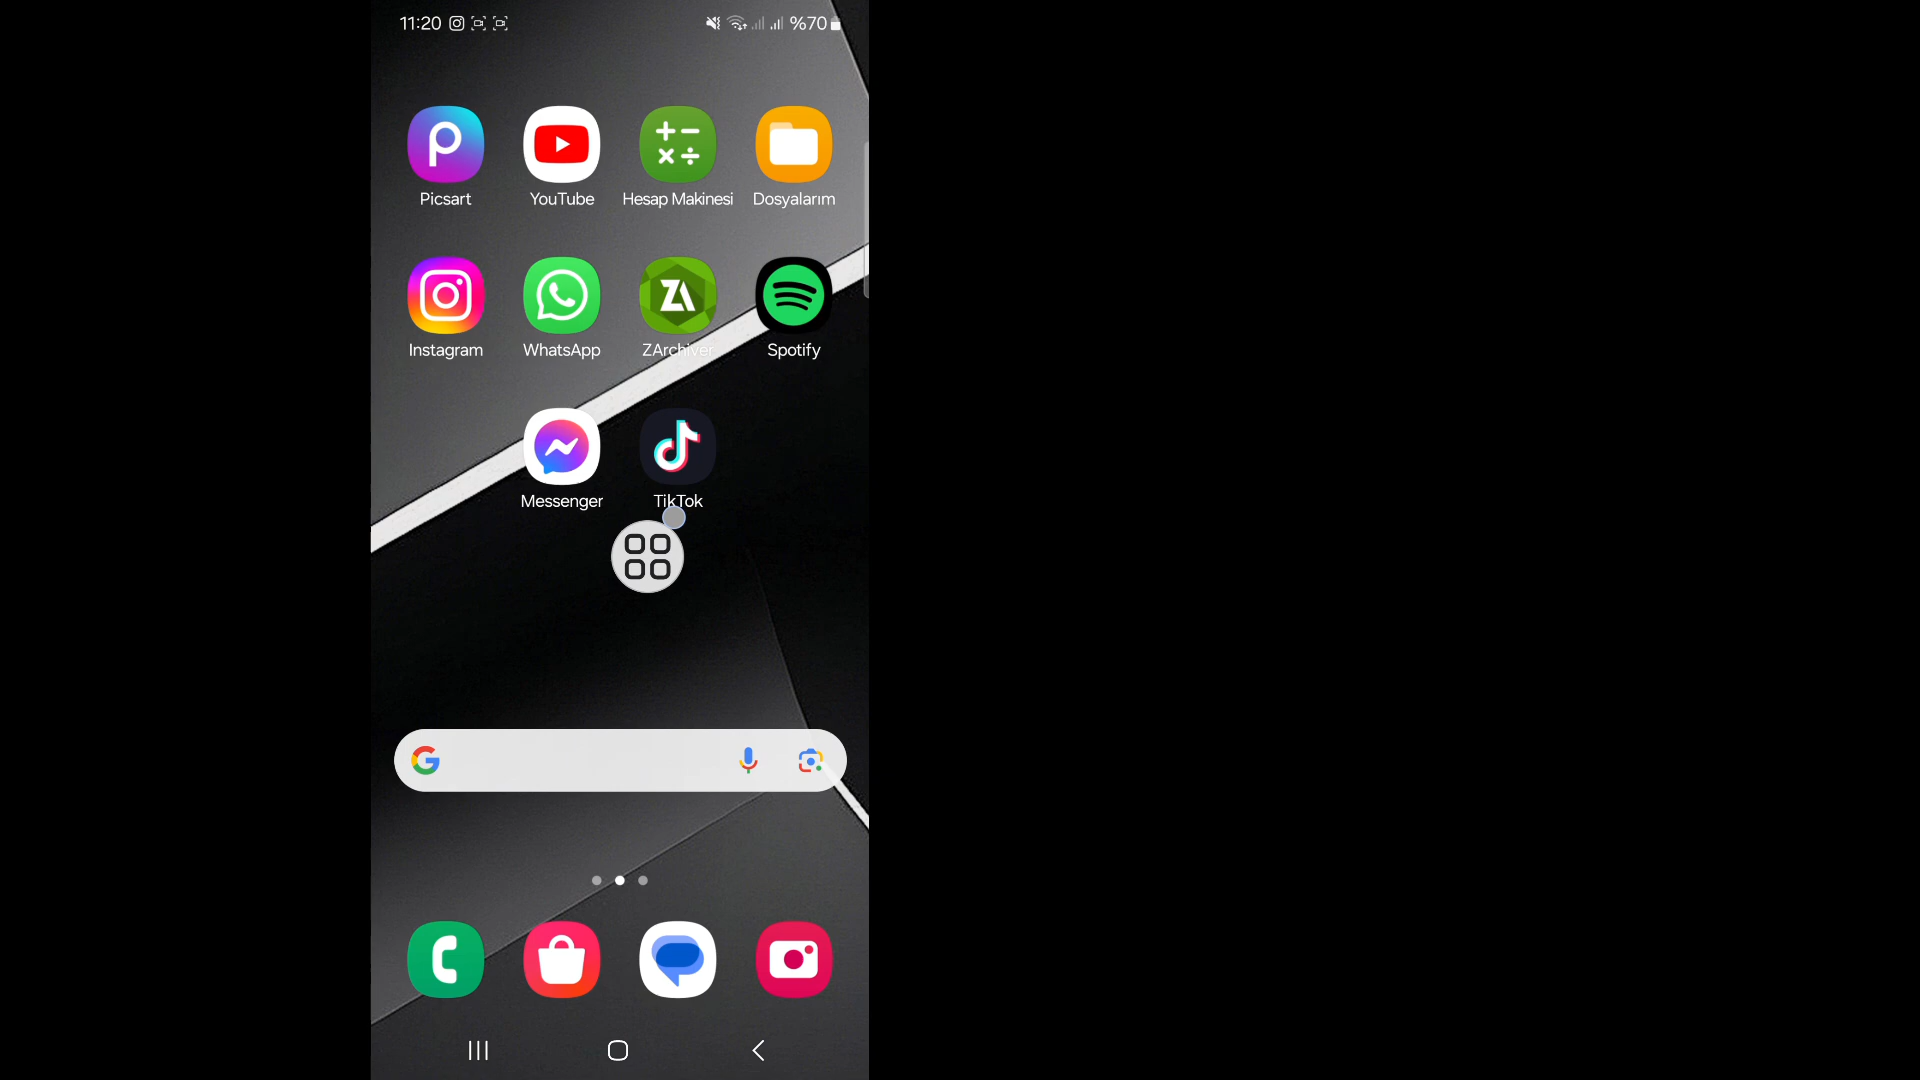 11:20 %70
Picsart YouTube Hesap Makinesi Dosyalarım
Instagram WhatsApp ZArchiver Spotify
Messenger TikTok